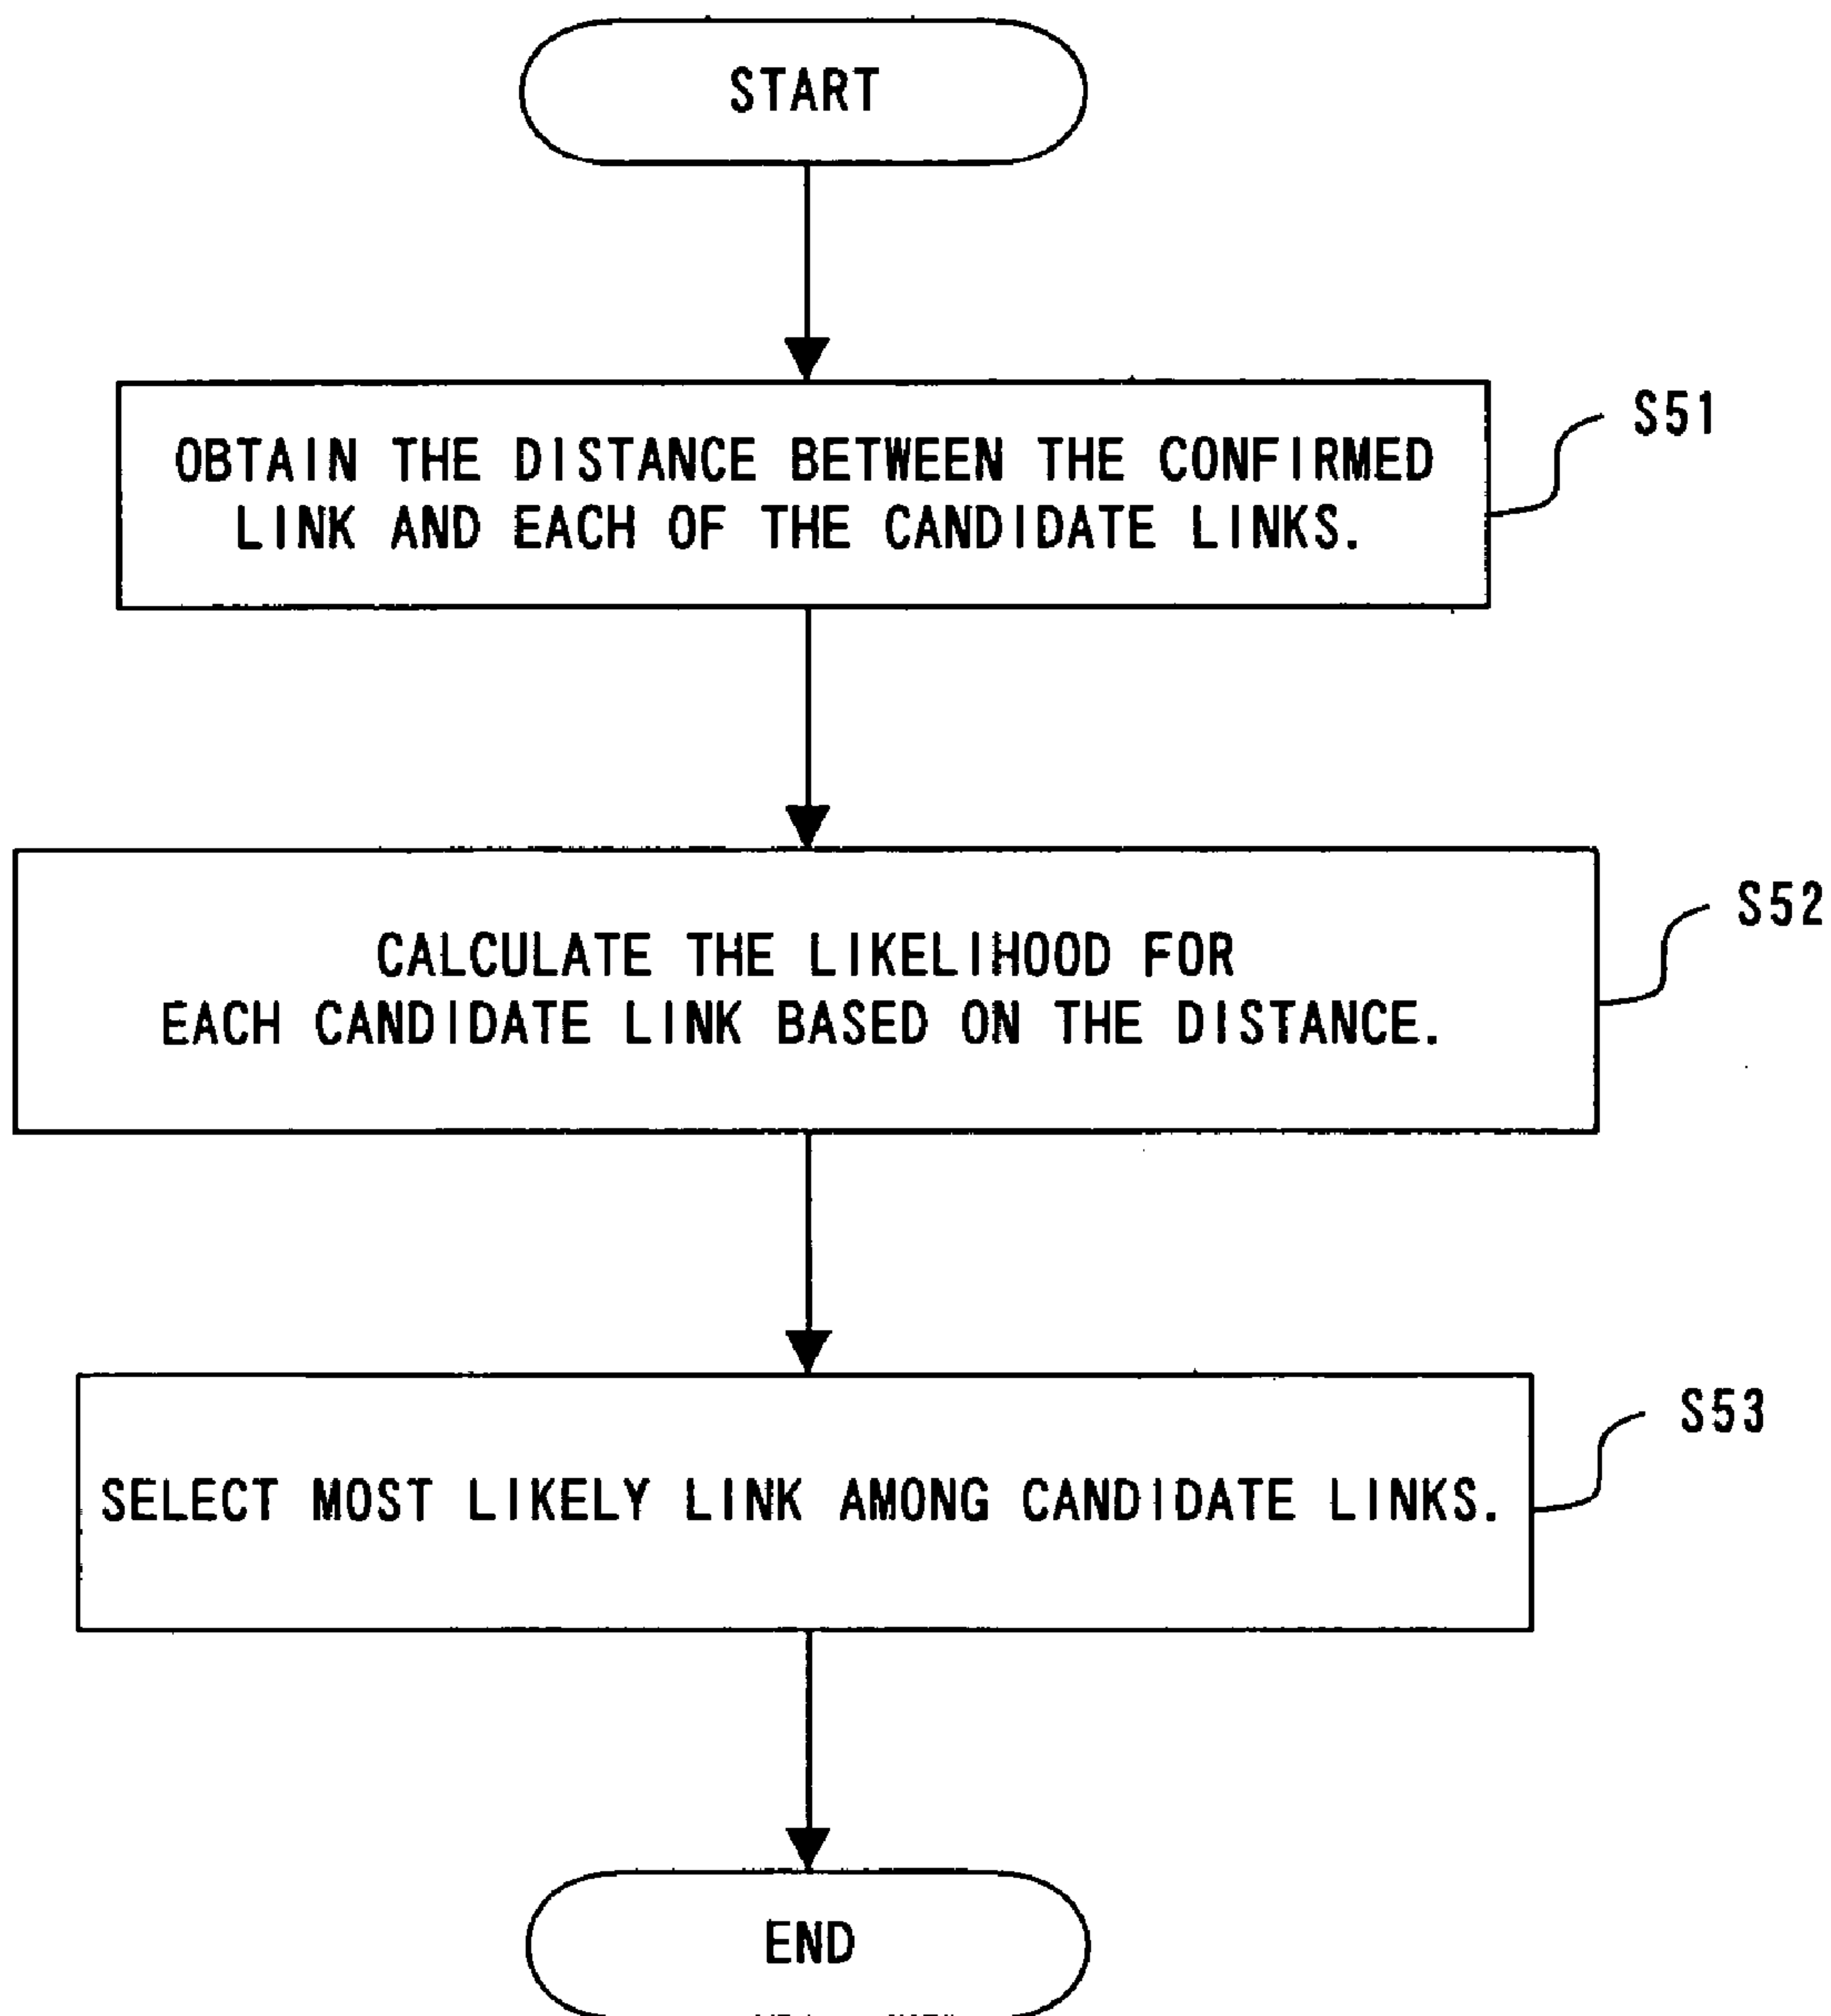 START
OBTAIN THE DISTANCE BETWEEN THE CONFIRMED
LINK AND EACH OF THE CANDIDATE LINKS.
S51
CALCULATE THE LIKELIHOOD FOR
EACH CANDIDATE LINK BASED ON THE DISTANCE.
S52
SELECT MOST LIKELY LINK AMONG CANDIDATE LINKS.
S53
END